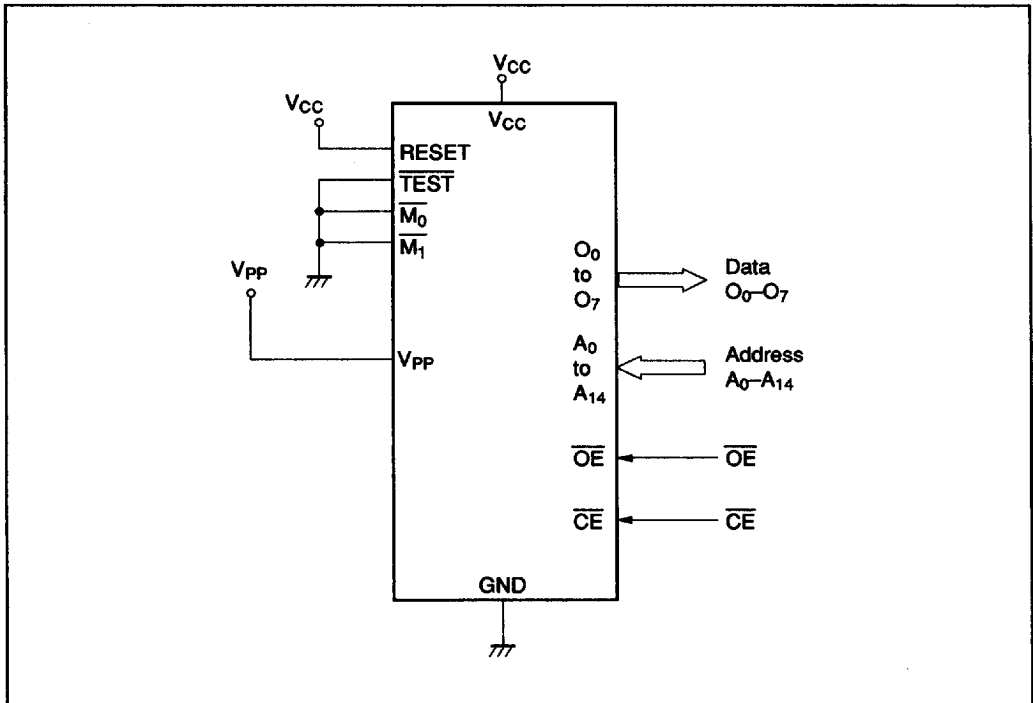 VCC
VCC
VCC
RESET
TEST
M0
M1
VPP
VPP
O0
to
O7
Data
O0–O7
A0
to
A14
Address
A0–A14
OE
OE
CE
CE
GND